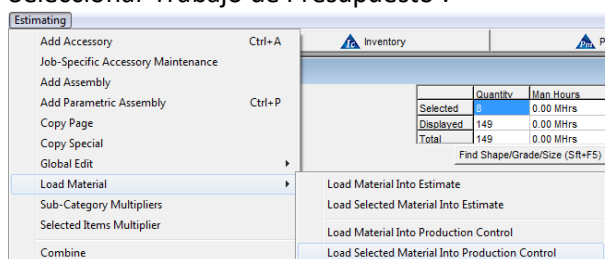 Seleccionar Trabajo de Presupuesto .
Estimating
Add Accessory Ctrl+A
Job-Specific Accessory Maintenance
Add Assembly
Add Parametric Assembly Ctrl+P
Copy Page
Copy Special
Global Edit
Load Material
Sub-Category Multipliers
Selected Items Multiplier
Combine
Ic Inventory
Pm P
Quantity Man Hours
Selected 8 0.00 MHrs
Displayed 149 0.00 MHrs
Total 149 0.00 MHrs
Find Shape/Grade/Size (Sft+F5)
Load Material Into Estimate
Load Selected Material Into Estimate
Load Material Into Production Control
Load Selected Material Into Production Control